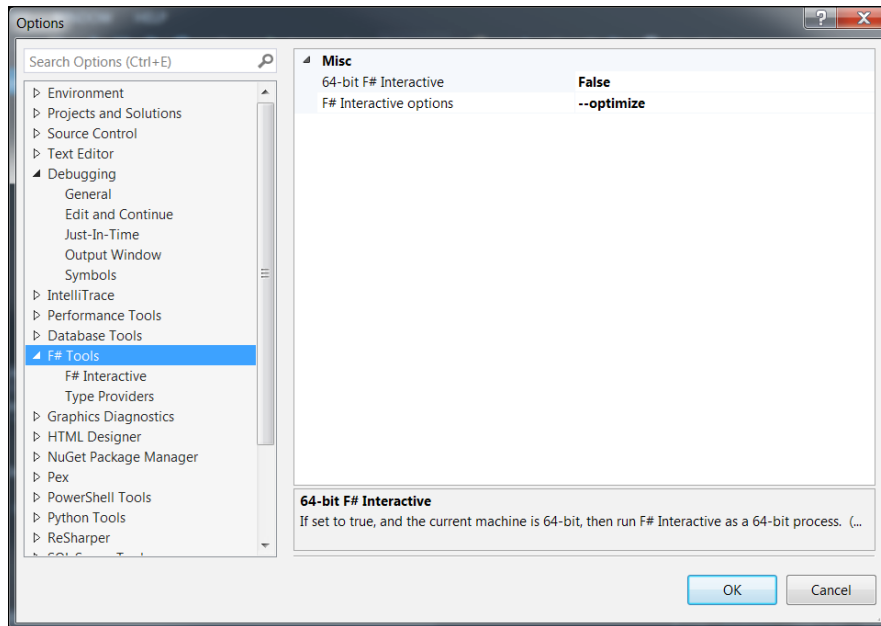 Options
Search Options (Ctrl+E)
Environment
Projects and Solutions
Source Control
Text Editor
Debugging
General
Edit and Continue
Just-In-Time
Output Window
Symbols
IntelliTrace
Performance Tools
Database Tools
F# Tools
F# Interactive
Type Providers
Graphics Diagnostics
HTML Designer
NuGet Package Manager
Pex
PowerShell Tools
Python Tools
ReSharper
Misc
64-bit F# Interactive False
F# Interactive options --optimize
64-bit F# Interactive
If set to true, and the current machine is 64-bit, then run F# Interactive as a 64-bit process. (...
OK Cancel